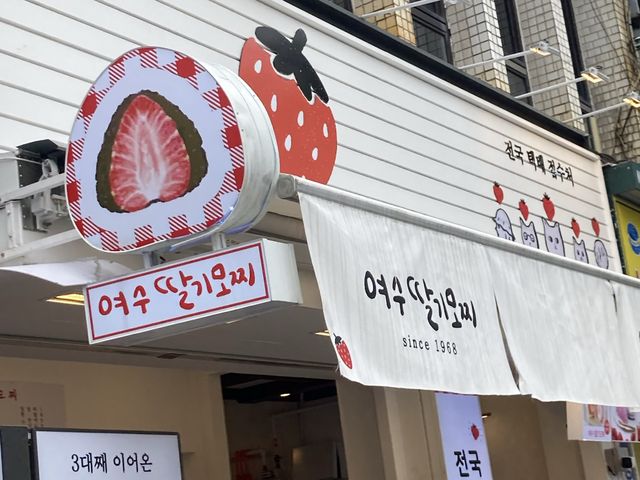 전국 택배 접수처
여수 딸기모찌
여수 딸기모찌
since 1968
3대째 이어온
전국